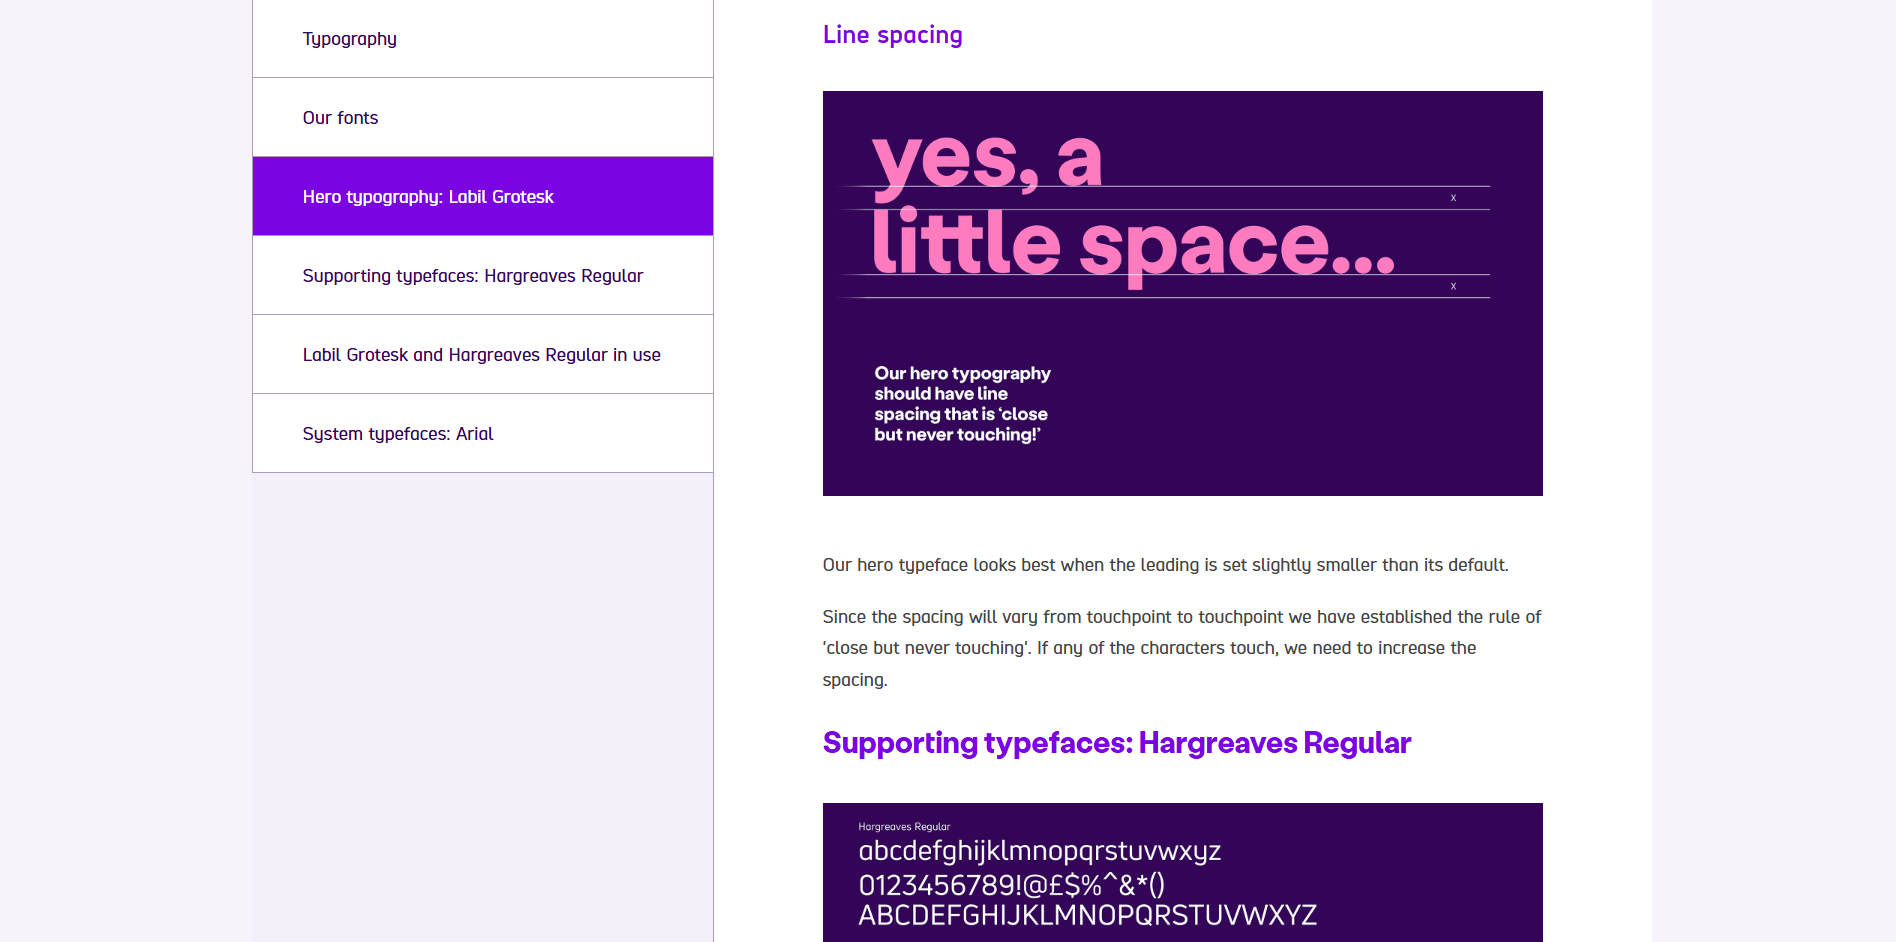 Typography
Our fonts
Hero typography: Labil Grotesk
Supporting typefaces: Hargreaves Regular
Labil Grotesk and Hargreaves Regular in use
System typefaces: Arial
Line spacing
yes, a
x
little space...
x
Our hero typography
should have line
spacing that is ‘close
but never touching!’
Our hero typeface looks best when the leading is set slightly smaller than its default.
Since the spacing will vary from touchpoint to touchpoint we have established the rule of
'close but never touching'. If any of the characters touch, we need to increase the
spacing.
Supporting typefaces: Hargreaves Regular
Hargreaves Regular
abcdefghijklmnopqrstuvwxyz
0123456789!@£$%^&*()
ABCDEFGHIJKLMNOPQRSTUVWXYZ